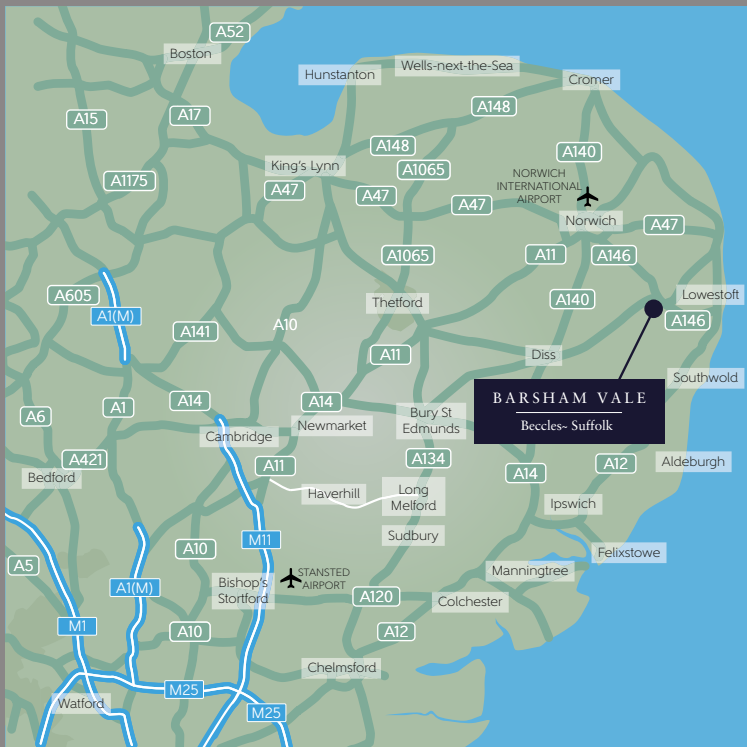 A52
Boston
Hunstanton
Wells-next-the-Sea
Cromer
A148
A15
A17
A148
A140
King's Lynn
A1065
A1175
A47
A47
A47
NORWICH
INTERNATIONAL
AIRPORT
Norwich
A47
A1065
A11
A146
A605
A1(M)
Thetford
A140
Lowestoft
A146
A141
A10
A11
Diss
Southwold
A6
A1
A14
A14
BARSHAM VALE
Beccles~ Suffolk
Newmarket
Bury St
Edmunds
Cambridge
A421
Bedford
A11
A134
A14
A12
Aldeburgh
Haverhill
Long
Melford
Ipswich
Sudbury
M11
A10
Felixstowe
A5
A1(M)
Bishop's
Stortford
STANSTED
AIRPORT
Manningtree
A120
Colchester
M1
A10
A12
Chelmsford
M25
Watford
M25